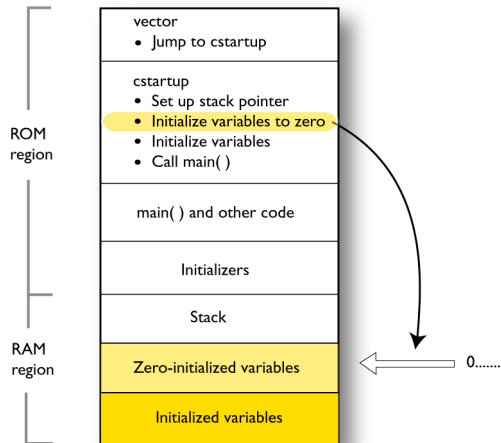 vector
• Jump to cstartup
cstartup
• Set up stack pointer
• Initialize variables to zero
• Initialize variables
• Call main( )
ROM
region
main( ) and other code
Initializers
Stack
RAM
region
Zero-initialized variables
0.......
Initialized variables